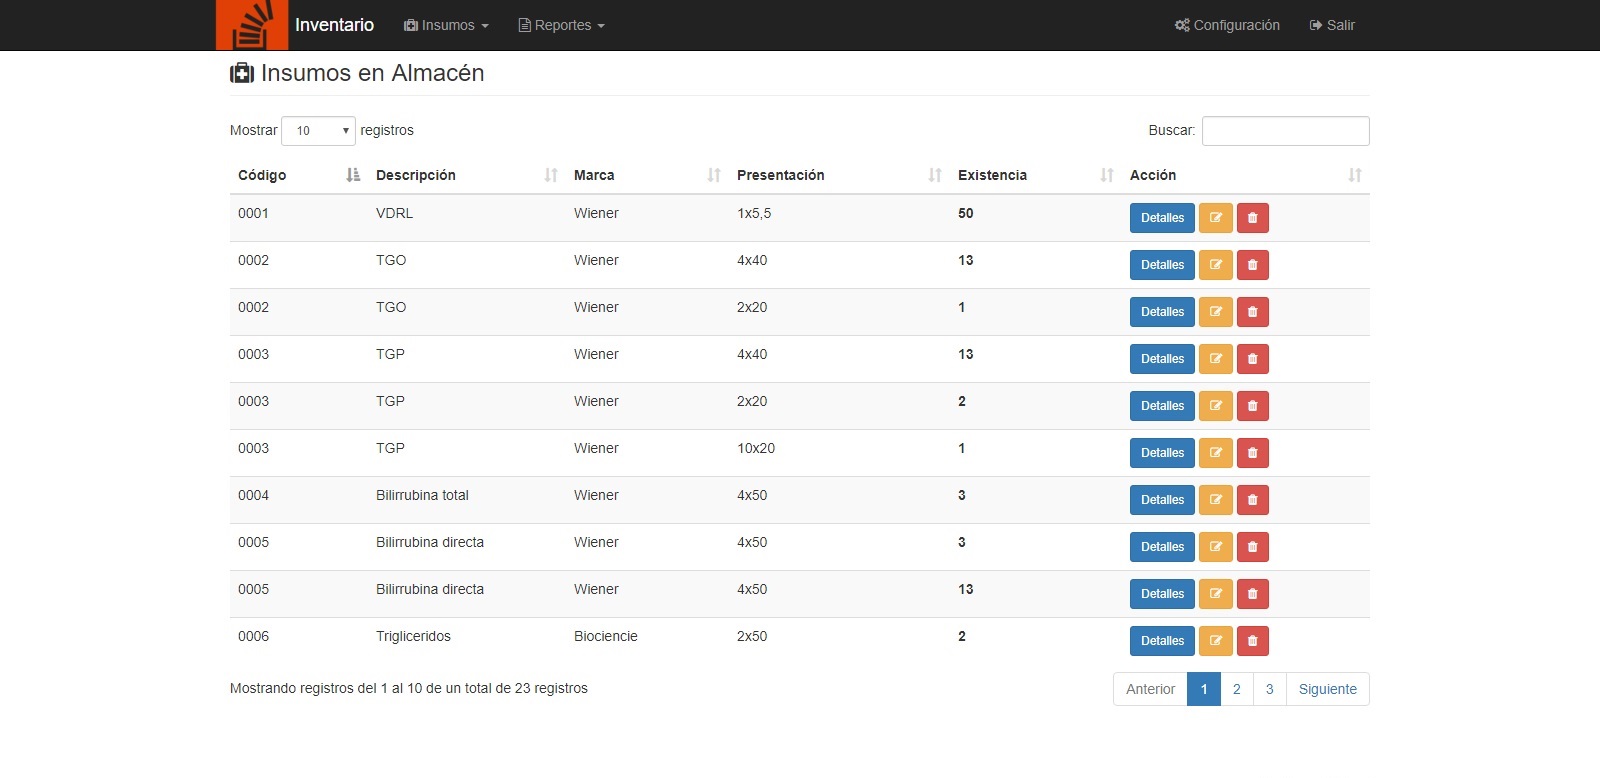 Inventario Insumos Reportes Configuración Salir
Insumos en Almacén
Mostrar 10 registros Buscar:
Código Descripción Marca Presentación Existencia Acción
0001 VDRL Wiener 1x5,5 50 Detalles
0002 TGO Wiener 4x40 13 Detalles
0002 TGO Wiener 2x20 1 Detalles
0003 TGP Wiener 4x40 13 Detalles
0003 TGP Wiener 2x20 2 Detalles
0003 TGP Wiener 10x20 1 Detalles
0004 Bilirrubina total Wiener 4x50 3 Detalles
0005 Bilirrubina directa Wiener 4x50 3 Detalles
0005 Bilirrubina directa Wiener 4x50 13 Detalles
0006 Trigliceridos Biociencie 2x50 2 Detalles
Mostrando registros del 1 al 10 de un total de 23 registros Anterior 1 2 3 Siguiente